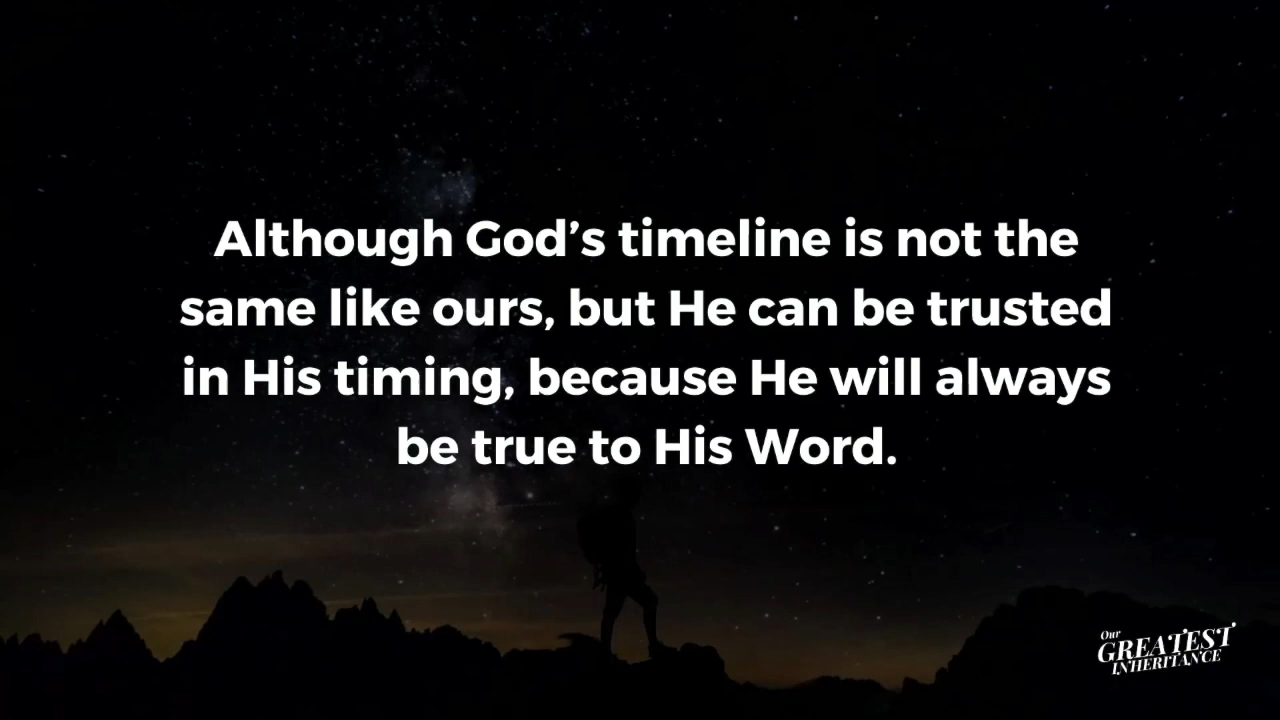 Although God’s timeline is not the
same like ours, but He can be trusted
in His timing, because He will always
be true to His Word.
Our
GREATEST
INHERITANCE